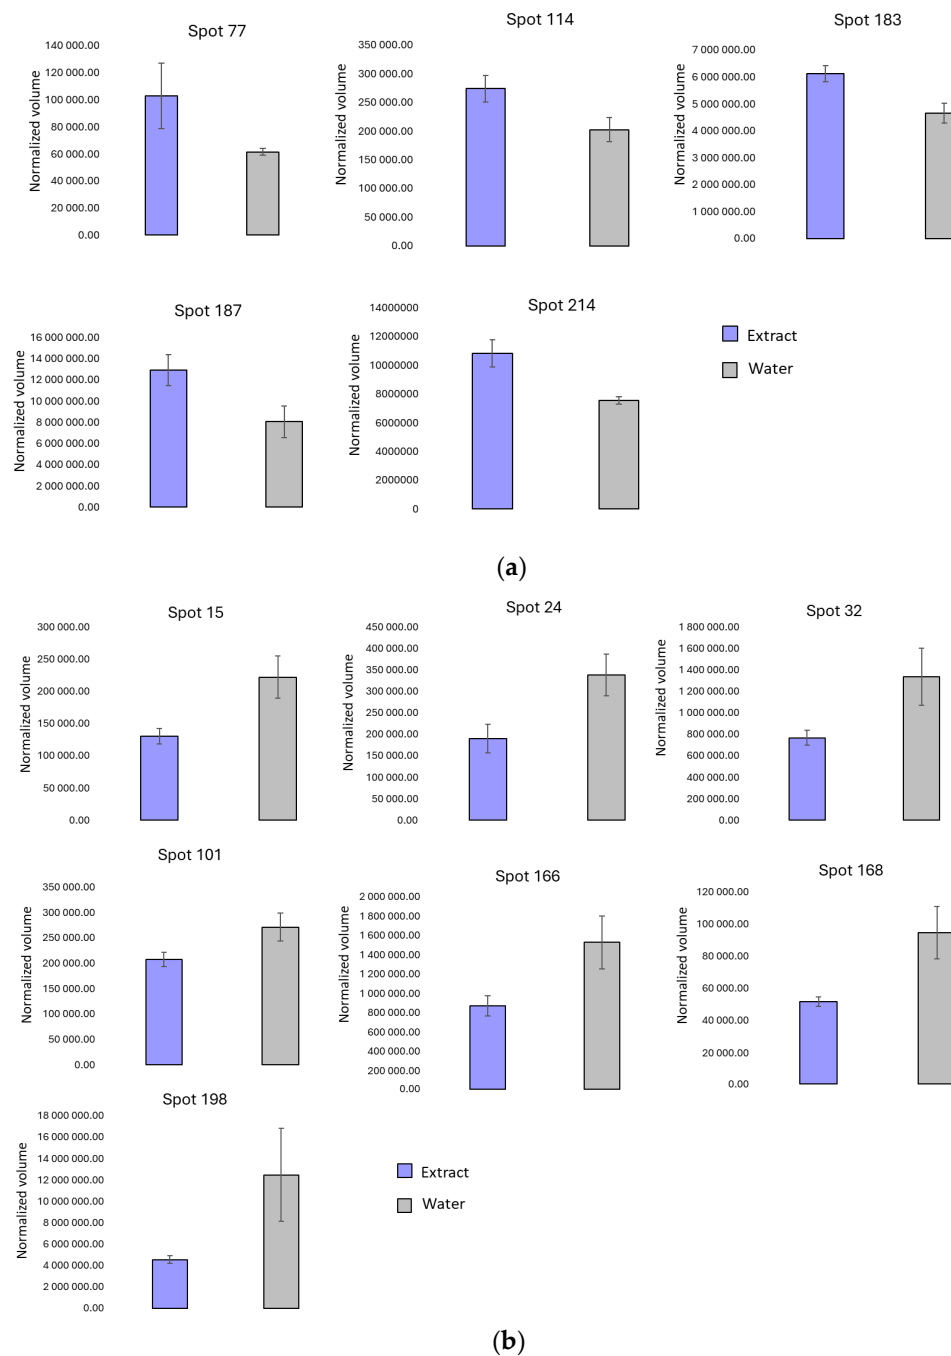 Spot 77
Normalized volume
140 000.00
120 000.00
100 000.00
80 000.00
60 000.00
40 000.00
20 000.00
0.00
Spot 114
Normalized volume
350 000.00
300 000.00
250 000.00
200 000.00
150 000.00
100 000.00
50 000.00
0.00
Spot 183
Normalized volume
7 000 000.00
6 000 000.00
5 000 000.00
4 000 000.00
3 000 000.00
2 000 000.00
1 000 000.00
0.00
Spot 187
Normalized volume
16 000 000.00
14 000 000.00
12 000 000.00
10 000 000.00
8 000 000.00
6 000 000.00
4 000 000.00
2 000 000.00
0.00
Spot 214
Normalized volume
14000000
12000000
10000000
8000000
6000000
4000000
2000000
0
Extract
Water
(a)
Spot 15
Normalized volume
300 000.00
250 000.00
200 000.00
150 000.00
100 000.00
50 000.00
0.00
Spot 24
Normalized volume
450 000.00
400 000.00
350 000.00
300 000.00
250 000.00
200 000.00
150 000.00
100 000.00
50 000.00
0.00
Spot 32
Normalized volume
1 800 000.00
1 600 000.00
1 400 000.00
1 200 000.00
1 000 000.00
800 000.00
600 000.00
400 000.00
200 000.00
0.00
Spot 101
Normalized volume
350 000.00
300 000.00
250 000.00
200 000.00
150 000.00
100 000.00
50 000.00
0.00
Spot 166
Normalized volume
2 000 000.00
1 800 000.00
1 600 000.00
1 400 000.00
1 200 000.00
1 000 000.00
800 000.00
600 000.00
400 000.00
200 000.00
0.00
Spot 168
Normalized volume
120 000.00
100 000.00
80 000.00
60 000.00
40 000.00
20 000.00
0.00
Spot 198
Normalized volume
18 000 000.00
16 000 000.00
14 000 000.00
12 000 000.00
10 000 000.00
8 000 000.00
6 000 000.00
4 000 000.00
2 000 000.00
0.00
Extract
Water
(b)